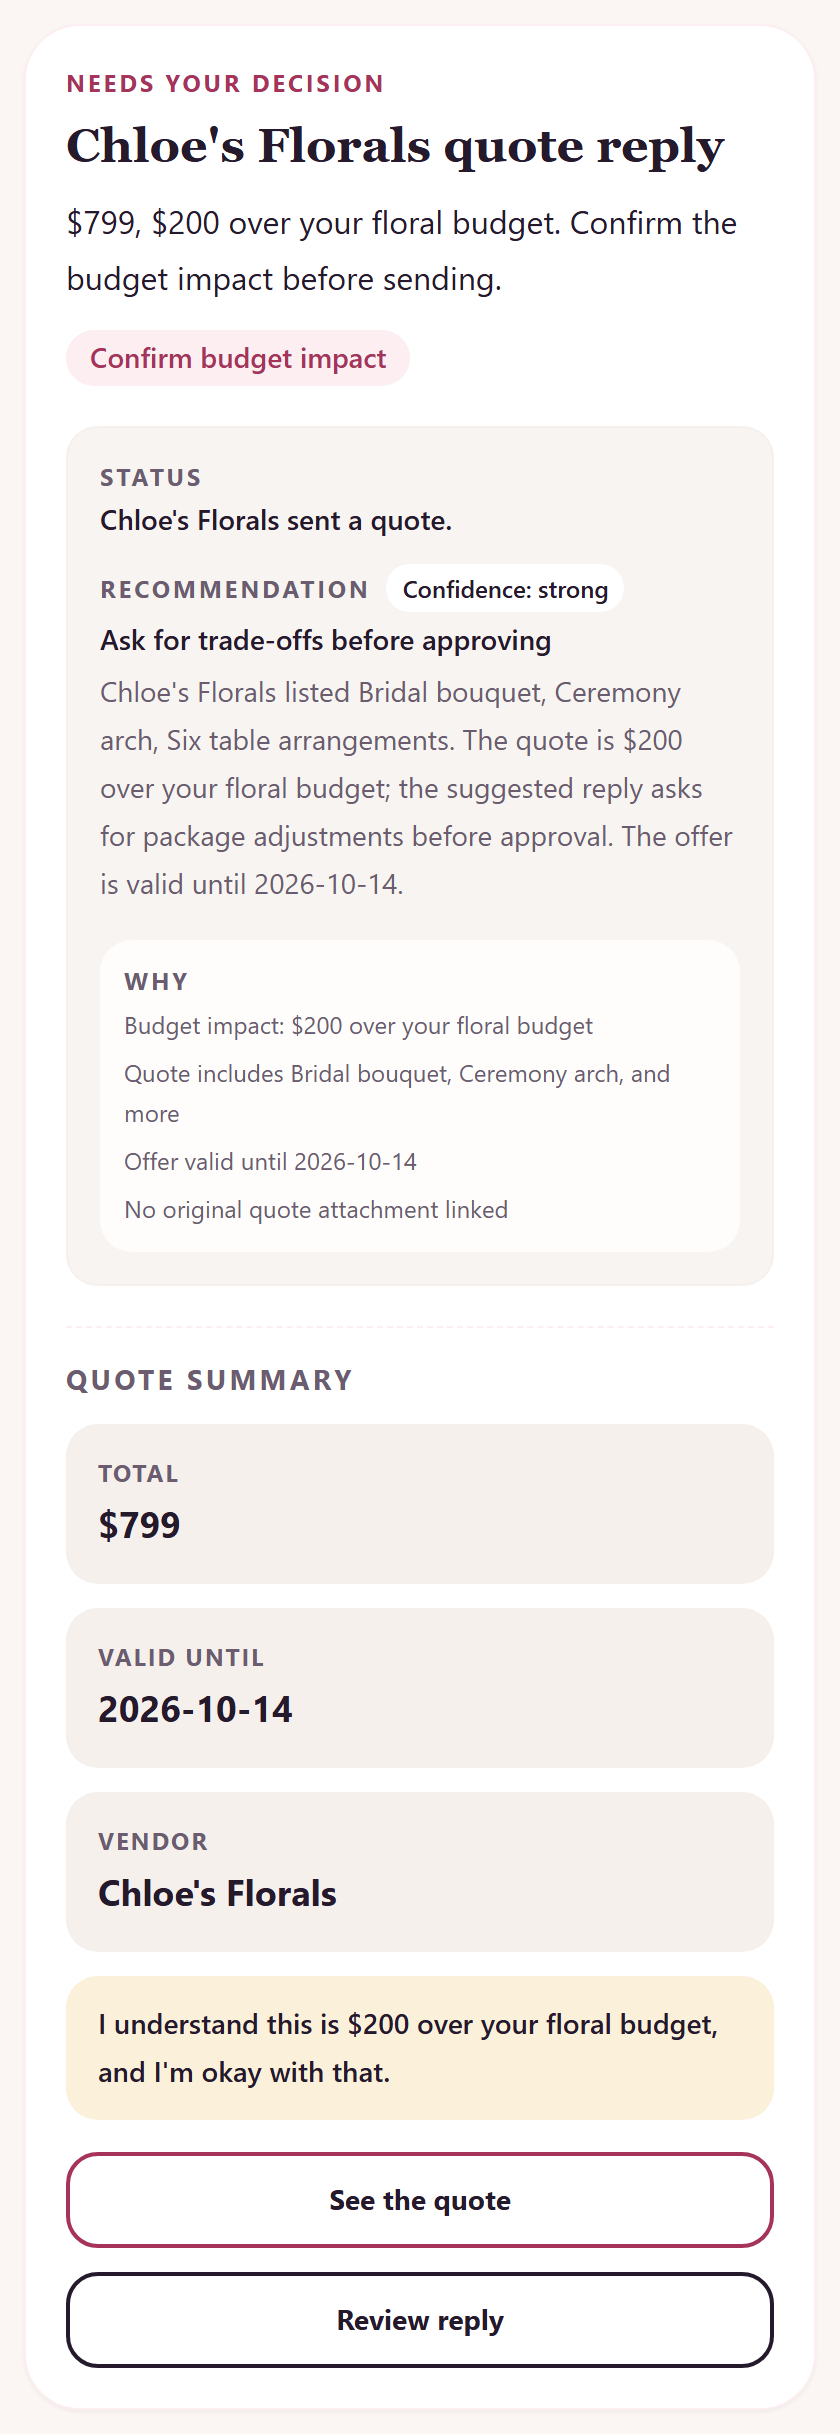 NEEDS YOUR DECISION
Chloe's Florals quote reply
$799, $200 over your floral budget. Confirm the
budget impact before sending.
Confirm budget impact
STATUS
Chloe's Florals sent a quote.
RECOMMENDATION Confidence: strong
Ask for trade-offs before approving
Chloe's Florals listed Bridal bouquet, Ceremony
arch, Six table arrangements. The quote is $200
over your floral budget; the suggested reply asks
for package adjustments before approval. The offer
is valid until 2026-10-14.
WHY
Budget impact: $200 over your floral budget
Quote includes Bridal bouquet, Ceremony arch, and
more
Offer valid until 2026-10-14
No original quote attachment linked
QUOTE SUMMARY
TOTAL
$799
VALID UNTIL
2026-10-14
VENDOR
Chloe's Florals
I understand this is $200 over your floral budget,
and I'm okay with that.
See the quote
Review reply